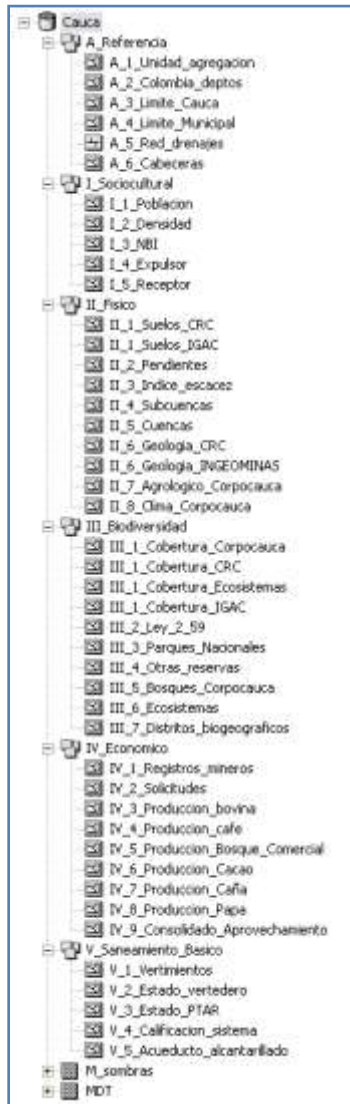 Cauca
A_Referencia
A_1_Unidad_agregacion
A_2_Colombia_deptos
A_3_Limite_Cauca
A_4_Limite_Municipal
A_5_Red_drenajes
A_6_Cabeceras
I_Sociocultural
I_1_Poblacion
I_2_Densidad
I_3_NBI
I_4_Expulsor
I_5_Receptor
II_Fisico
II_1_Suelos_CRC
II_1_Suelos_IGAC
II_2_Pendientes
II_3_Indice_escacez
II_4_Subcuencas
II_5_Cuencas
II_6_Geologia_CRC
II_6_Geologia_INGEOMINAS
II_7_Agrologico_Corpocauca
II_8_Clima_Corpocauca
III_Biodiversidad
III_1_Cobertura_Corpocauca
III_1_Cobertura_CRC
III_1_Cobertura_Ecosistemas
III_1_Cobertura_IGAC
III_2_Ley_2_59
III_3_Parques_Nacionales
III_4_Otras_reservas
III_5_Bosques_Corpocauca
III_6_Ecosistemas
III_7_Distritos_biogeograficos
IV_Economico
IV_1_Registros_mineros
IV_2_Solicitudes
IV_3_Produccion_bovina
IV_4_Produccion_cafe
IV_5_Produccion_Bosque_Comercial
IV_6_Produccion_Cacao
IV_7_Produccion_Caña
IV_8_Produccion_Papa
IV_9_Consolidado_Aprovechamiento
V_Saneamiento_Basico
V_1_Vertimientos
V_2_Estado_vertedero
V_3_Estado_PTAR
V_4_Calificacion_sistema
V_5_Acueducto_alcantarillado
M_sombras
MDT